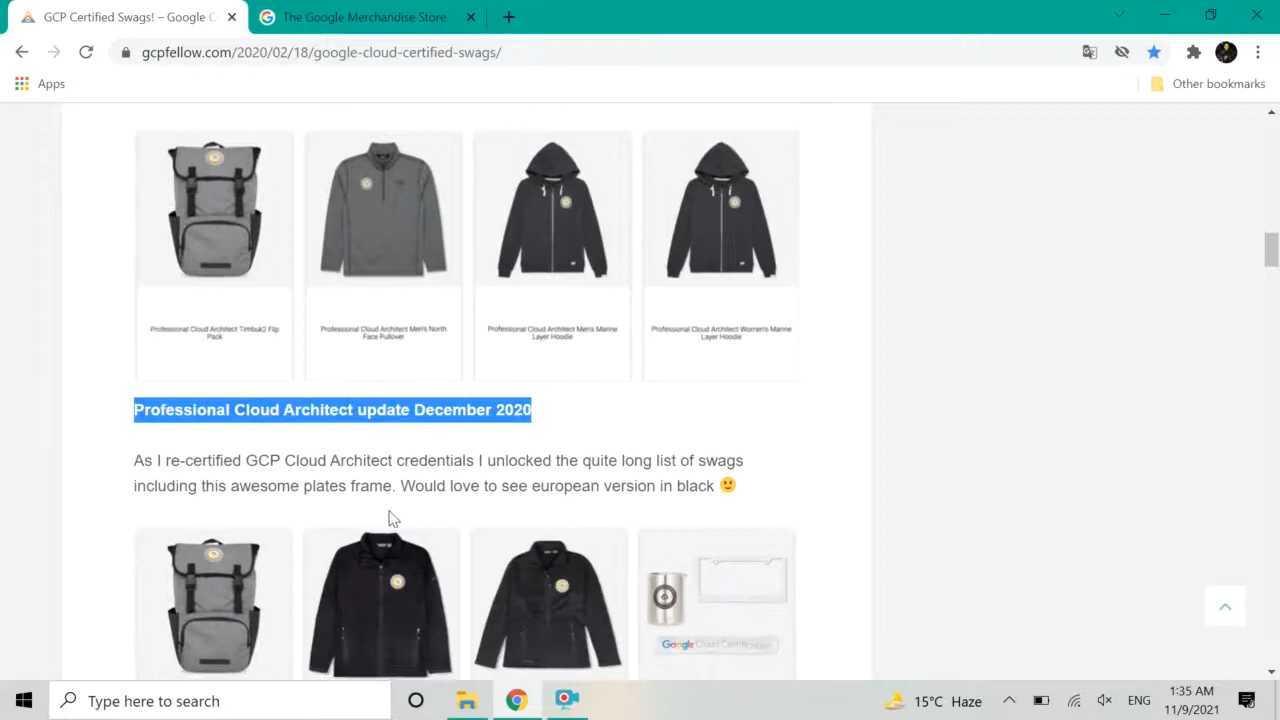 GCP Certified Swags! – Google C
The Google Merchandise Store
gcpfellow.com/2020/02/18/google-cloud-certified-swags/
Apps
Other bookmarks
Professional Cloud Architect Timbuk2 Flip
Pack
Professional Cloud Architect Men's North
Face Pullover
Professional Cloud Architect Men's Marine
Layer Hoodie
Professional Cloud Architect Women's Marine
Layer Hoodie
Professional Cloud Architect update December 2020
As I re-certified GCP Cloud Architect credentials I unlocked the quite long list of swags
including this awesome plates frame. Would love to see european version in black 🙂
Google Cloud Certification
Type here to search
15°C Haze
ENG
1:35 AM
11/9/2021